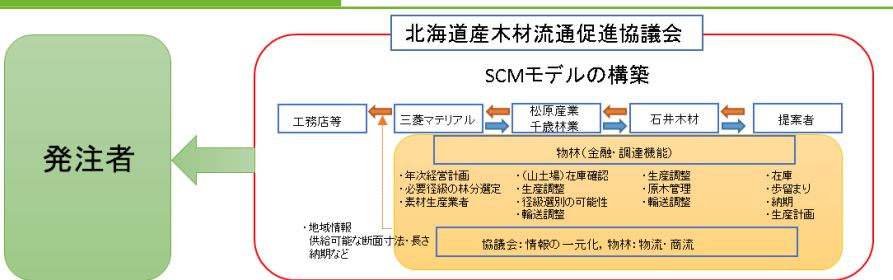 北海道産木材流通促進協議会
SCMモデルの構築
発注者
工務店等
三菱マテリアル
松原産業
千歳林業
石井木材
提案者
物林(金融・調達機能)
・年次経営計画
・必要径級の林分選定
・素材生産業者
・(山土場)在庫確認
・生産調整
・径級選別の可能性
・輸送調整
・生産調整
・原木管理
・輸送調整
・在庫
・歩留まり
・納期
・生産計画
・地域情報
供給可能な断面寸法・長さ
納期など
協議会:情報の一元化, 物林:物流・商流